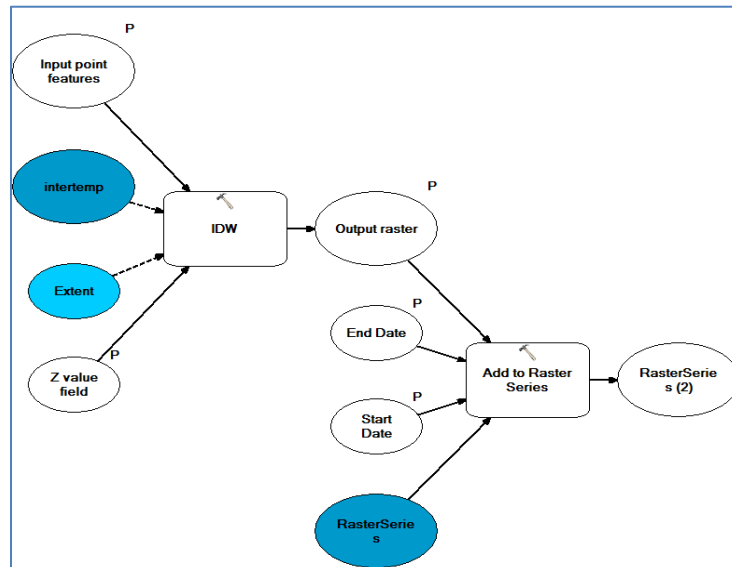 P
Input point
features
intertemp
IDW
P
Output raster
Extent
P
Z value
field
P
End Date
P
Start
Date
Add to Raster
Series
RasterSerie
s (2)
RasterSerie
s